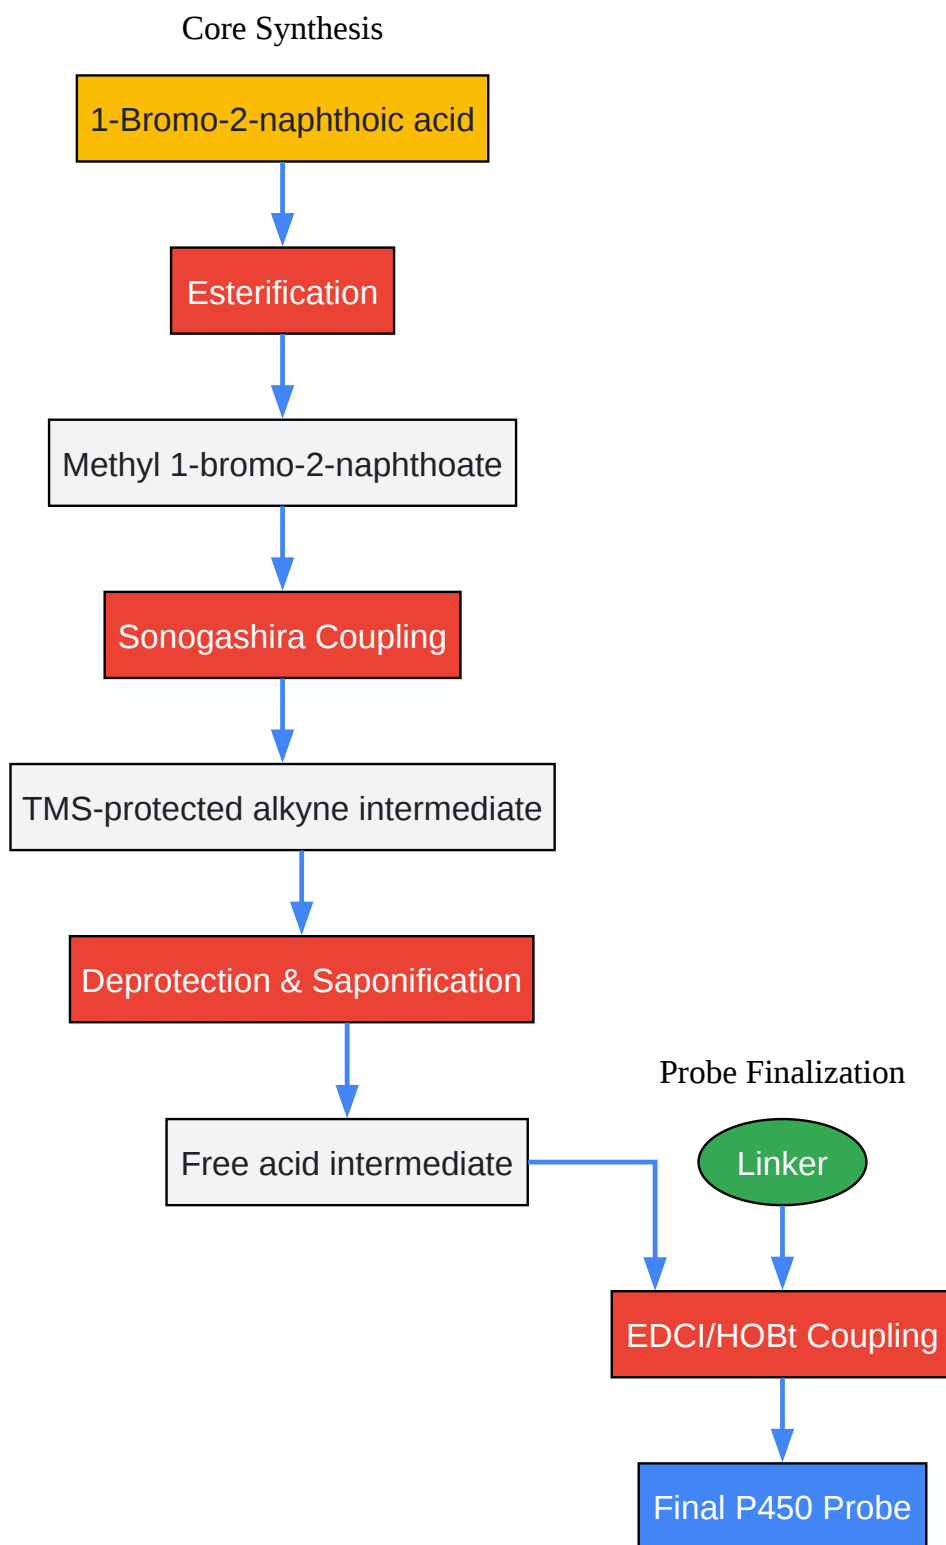 Core Synthesis
1-Bromo-2-naphthoic acid
Esterification
Methyl 1-bromo-2-naphthoate
Sonogashira Coupling
TMS-protected alkyne intermediate
Deprotection & Saponification
Free acid intermediate
Probe Finalization
Linker
EDCI/HOBt Coupling
Final P450 Probe